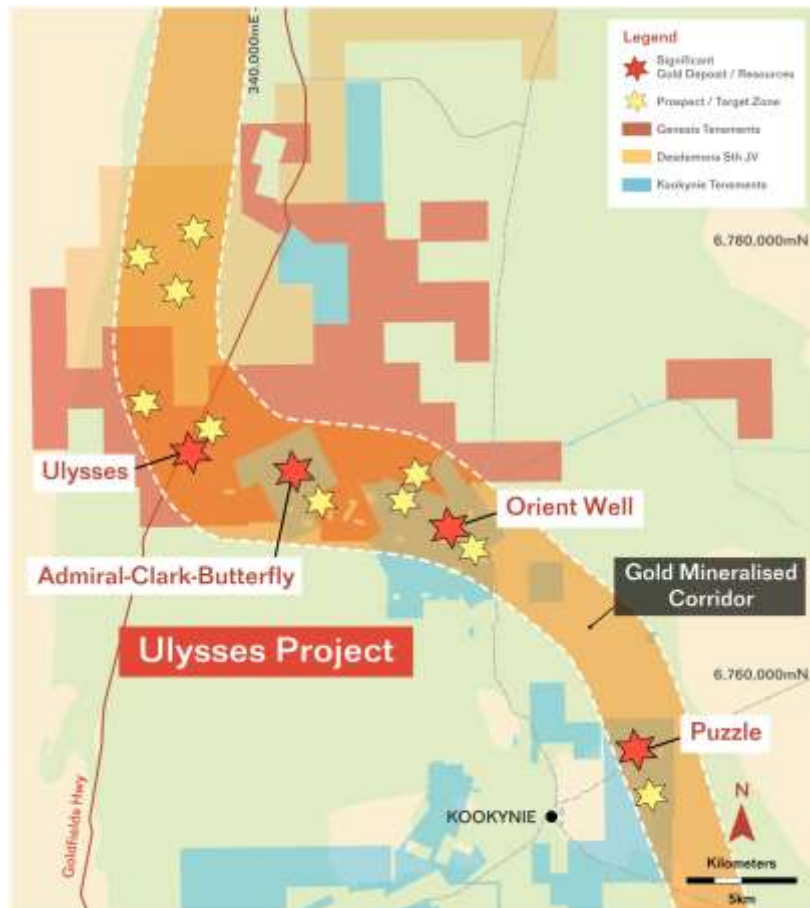 340.000mE
Legend
Significant
Gold Deposit / Resources
Prospect / Target Zone
Genesis Tenements
Desdemona Sth JV
Kookynie Tenements
6.780.000mN
Ulysses
Orient Well
Admiral-Clark-Butterfly
Gold Mineralised
Corridor
Ulysses Project
6.760.000mN
Puzzle
Goldfields Hwy
KOOKYNIE
N
Kilometers
5km